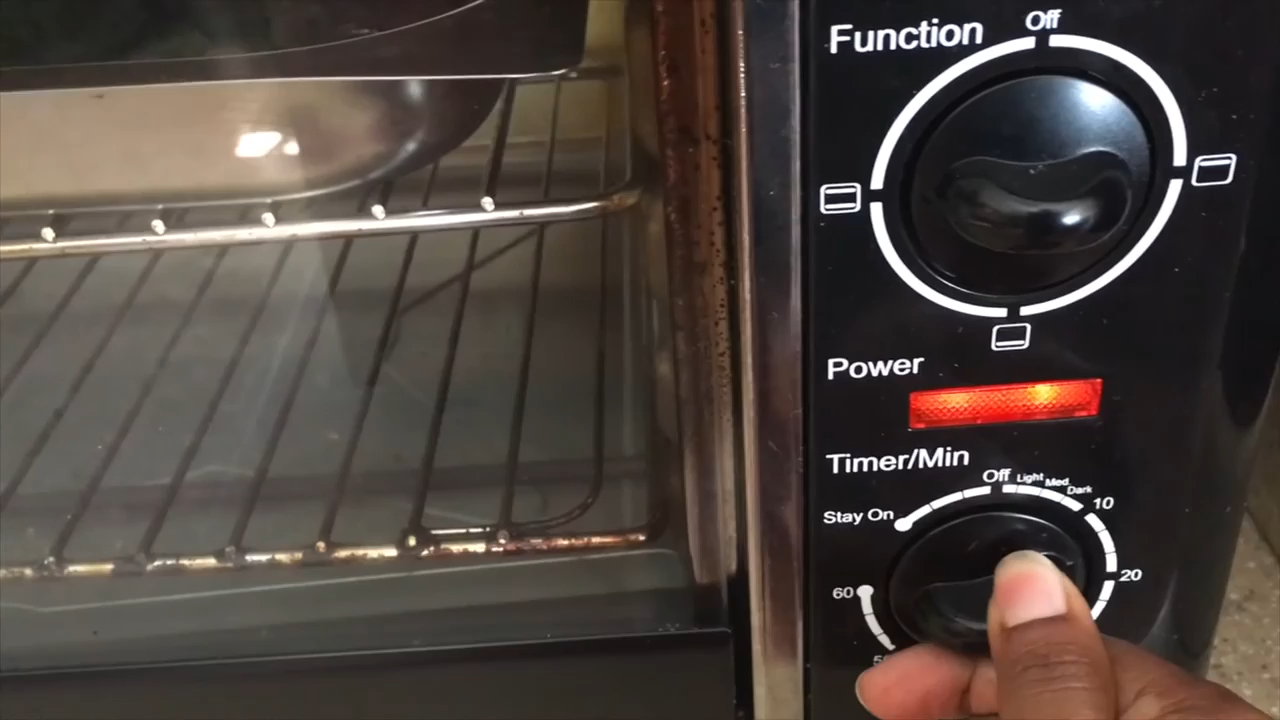 Function
Off
Power
Timer/Min
Off Light Med. Dark
Stay On
10
20
60